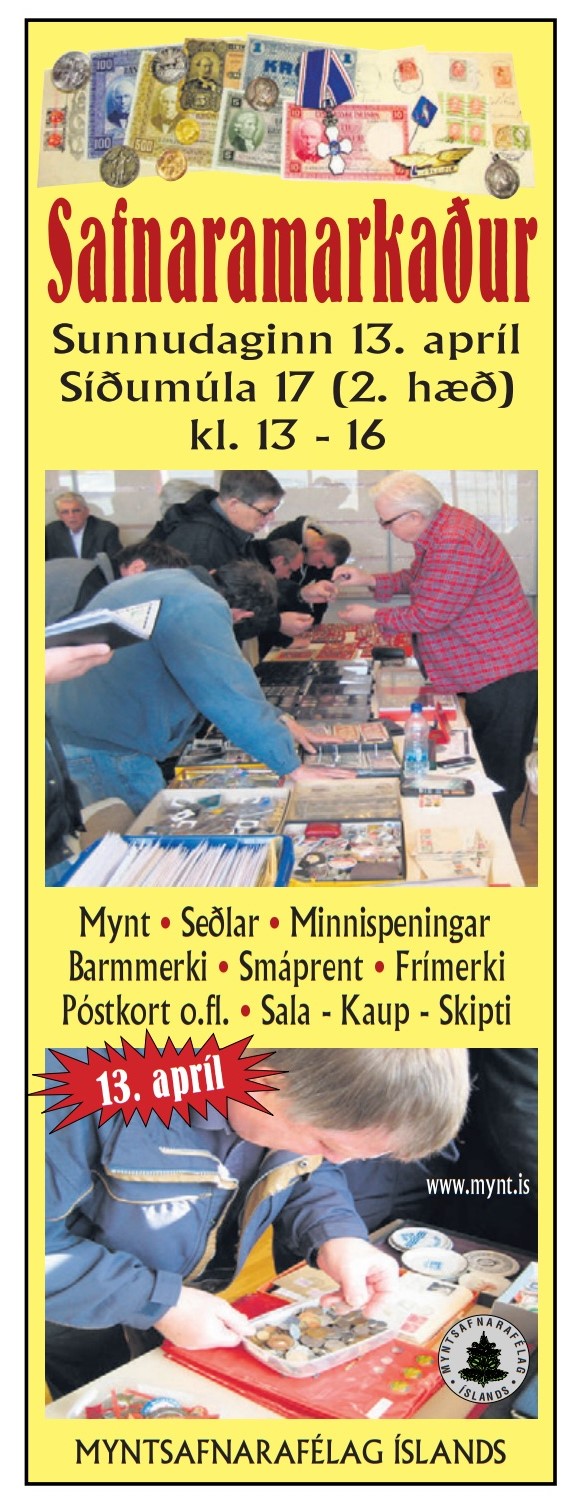 Safnaramarkaður
Sunnudaginn 13. apríl
Síðumúla 17 (2. hæð)
kl. 13 - 16
Mynt • Seðlar • Minnispeningar
Barmmerki • Smáprent • Frímerki
Póstkort o.fl. • Sala - Kaup - Skipti
13. apríl
www.mynt.is
MYNTSAFNARAFÉLAG
ÍSLANDS
MYNTSAFNARAFÉLAG ÍSLANDS